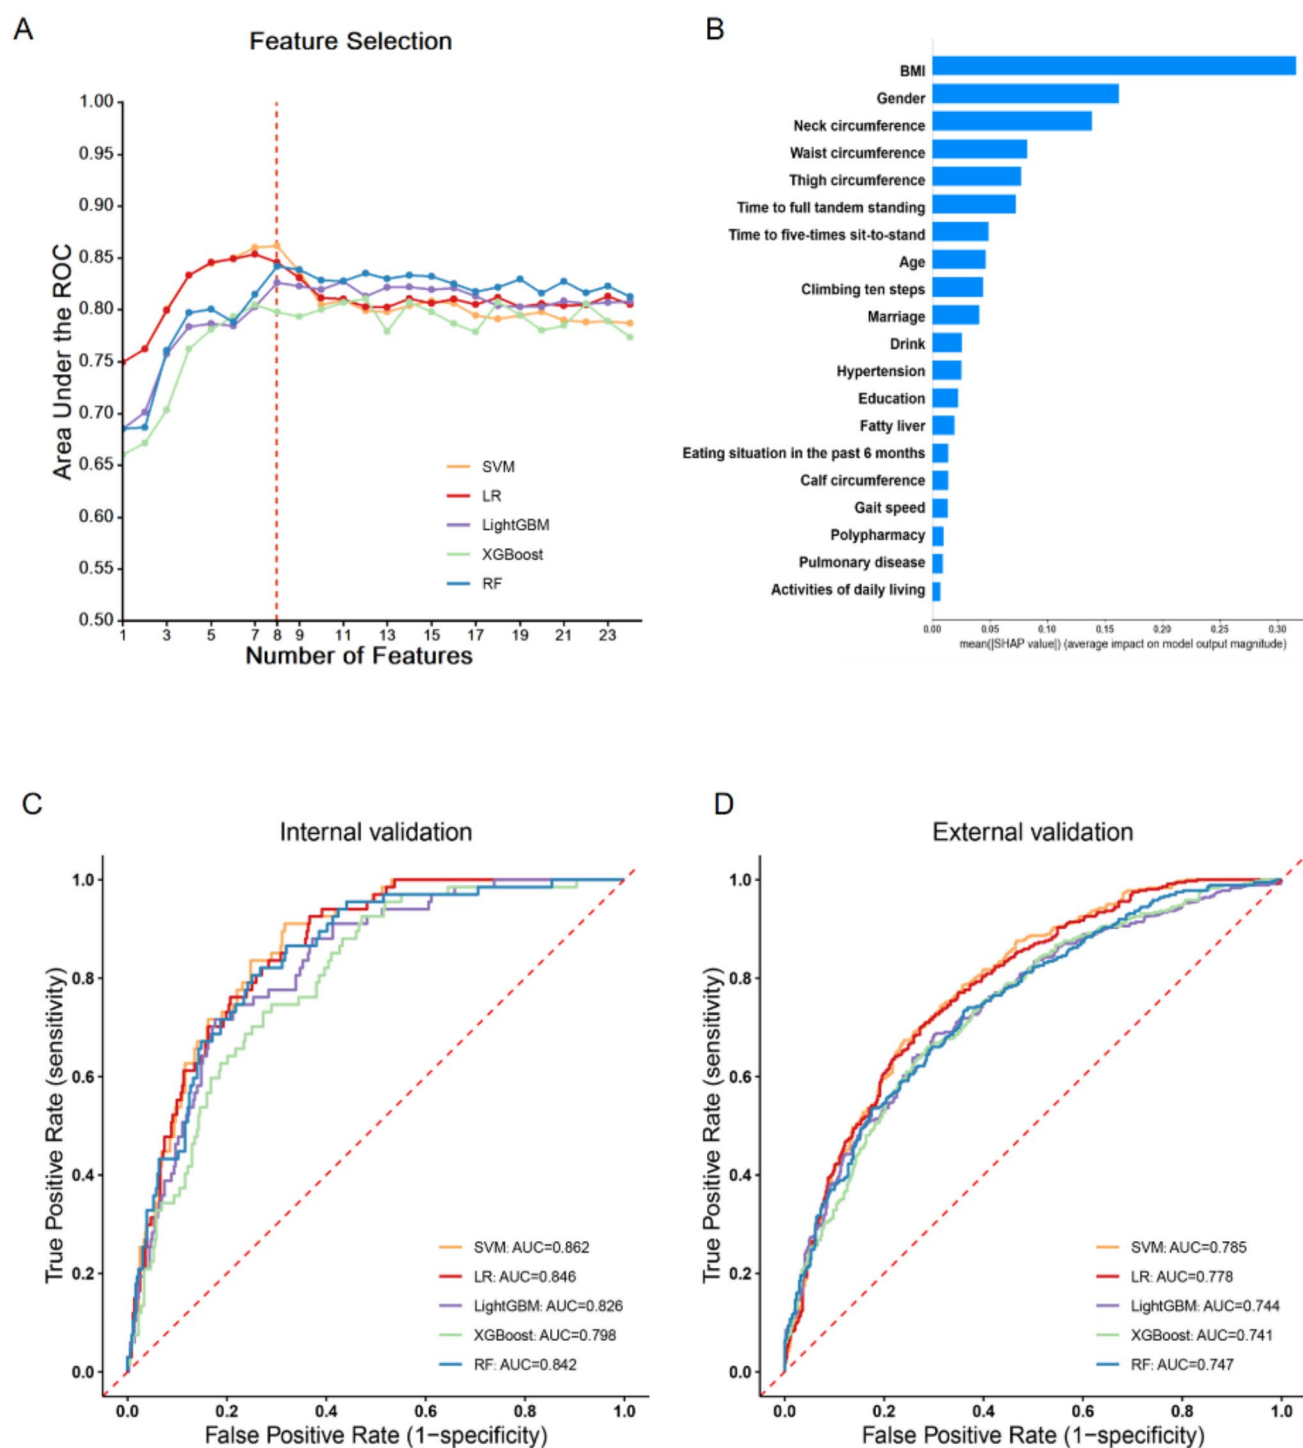 A
Feature Selection
1.00
0.95
0.90
0.85
0.80
0.75
0.70
0.65
0.60
0.55
0.50
Area Under the ROC
SVM
LR
LightGBM
XGBoost
RF
1 3 5 7 8 9 11 13 15 17 19 21 23
Number of Features
B
BMI
Gender
Neck circumference
Waist circumference
Thigh circumference
Time to full tandem standing
Time to five-times sit-to-stand
Age
Climbing ten steps
Marriage
Drink
Hypertension
Education
Fatty liver
Eating situation in the past 6 months
Calf circumference
Gait speed
Polypharmacy
Pulmonary disease
Activities of daily living
0.00 0.05 0.10 0.15 0.20 0.25 0.30
mean(|SHAP value|) (average impact on model output magnitude)
C
Internal validation
1.0
0.8
0.6
0.4
0.2
0.0
True Positive Rate (sensitivity)
SVM: AUC=0.862
LR: AUC=0.846
LightGBM: AUC=0.826
XGBoost: AUC=0.798
RF: AUC=0.842
0.0 0.2 0.4 0.6 0.8 1.0
False Positive Rate (1−specificity)
D
External validation
1.0
0.8
0.6
0.4
0.2
0.0
True Positive Rate (sensitivity)
SVM: AUC=0.785
LR: AUC=0.778
LightGBM: AUC=0.744
XGBoost: AUC=0.741
RF: AUC=0.747
0.0 0.2 0.4 0.6 0.8 1.0
False Positive Rate (1−specificity)